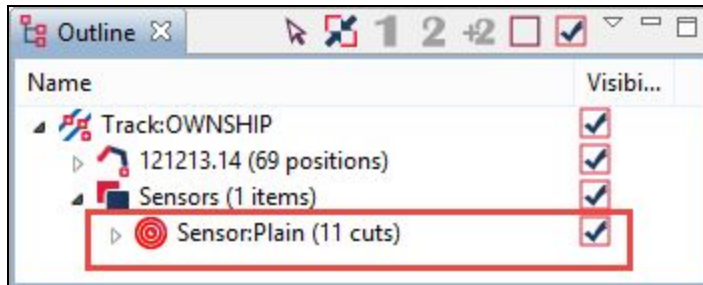 Outline 1 2 +2
Name Visibi...
Track:OWNSHIP
121213.14 (69 positions)
Sensors (1 items)
Sensor:Plain (11 cuts)